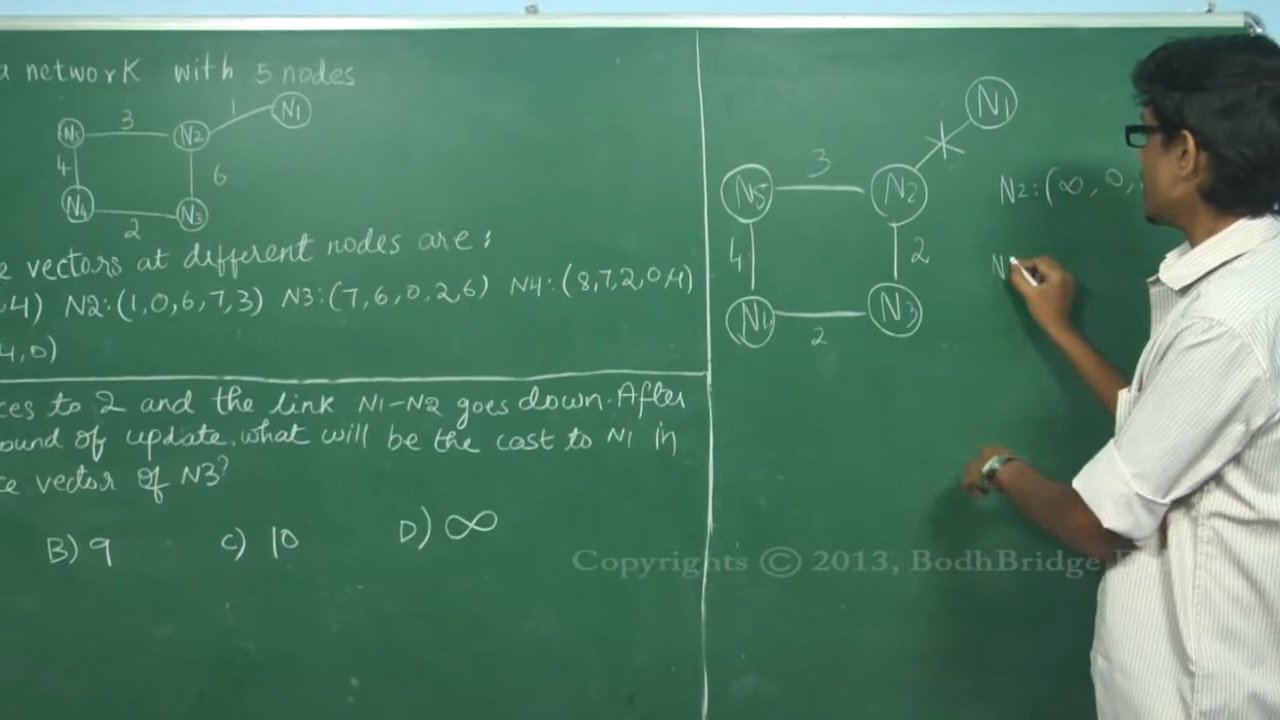 a network with 5 nodes
N1
1
N5 3 N2
4 6
N4 2 N3
e vectors at different nodes are:
,4) N2:(1,0,6,7,3) N3:(7,6,0,2,6) N4:(8,7,2,0,4)
4,0)
ces to 2 and the link N1-N2 goes down. After
ound of update, what will be the cost to N1 in
ce vector of N3?
B) 9 C) 10 D) ∞
N1
3
N5 N2
N2:(∞, 0,
4 2
N
N3
2
Copyrights © 2013, BodhBridge E